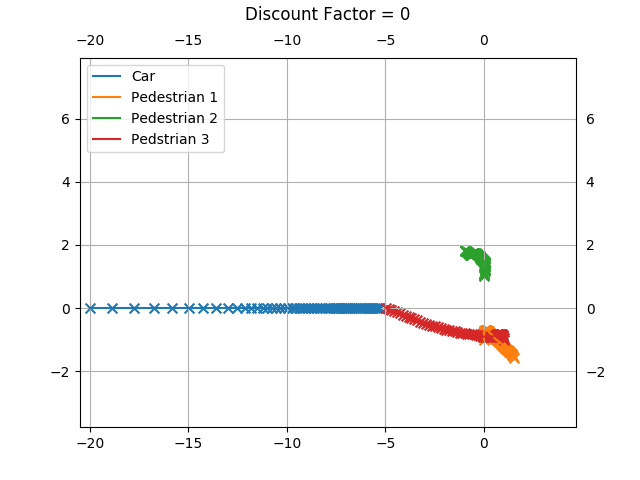 Discount Factor = 0
−20 −15 −10 −5 0
Car
Pedestrian 1
Pedestrian 2
Pedstrian 3
6 6
4 4
2 2
0 0
−2 −2
−20 −15 −10 −5 0